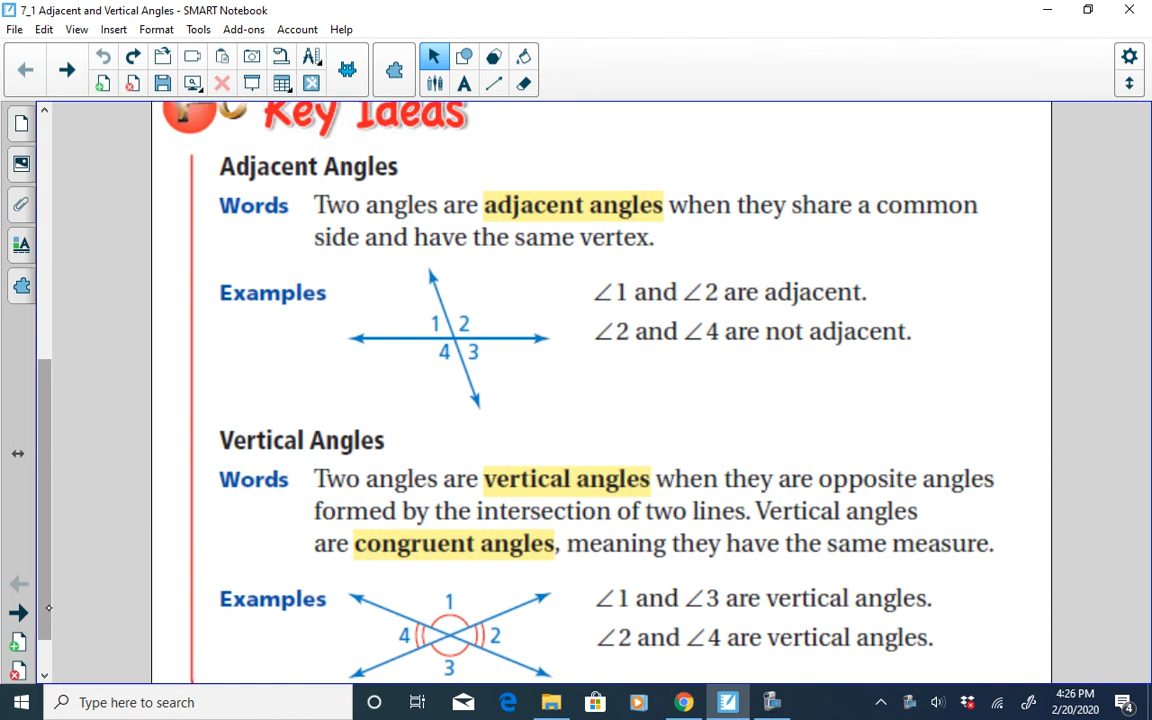 7_1 Adjacent and Vertical Angles - SMART Notebook
File Edit View Insert Format Tools Add-ons Account Help
Key Ideas
Adjacent Angles
Words Two angles are adjacent angles when they share a common
side and have the same vertex.
Examples
1 2
4 3
∠1 and ∠2 are adjacent.
∠2 and ∠4 are not adjacent.
Vertical Angles
Words Two angles are vertical angles when they are opposite angles
formed by the intersection of two lines. Vertical angles
are congruent angles, meaning they have the same measure.
Examples
1
4 2
3
∠1 and ∠3 are vertical angles.
∠2 and ∠4 are vertical angles.
Type here to search
4:26 PM
2/20/2020
4